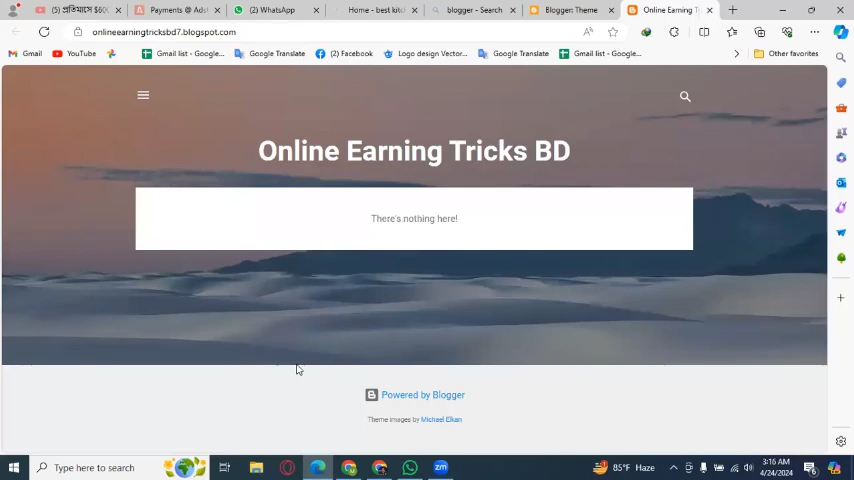 (5) প্রতিমাসে $600
Payments @ Adst
(2) WhatsApp
Home - best kitch
blogger - Search
Blogger: Theme
Online Earning T
onlineearningtricksbd7.blogspot.com
Gmail
YouTube
Gmail list - Google...
Google Translate
(2) Facebook
Logo design Vector...
Google Translate
Gmail list - Google...
Other favorites
Online Earning Tricks BD
There's nothing here!
Powered by Blogger
Theme images by Michael Elkan
Type here to search
85°F Haze
3:16 AM
4/24/2024